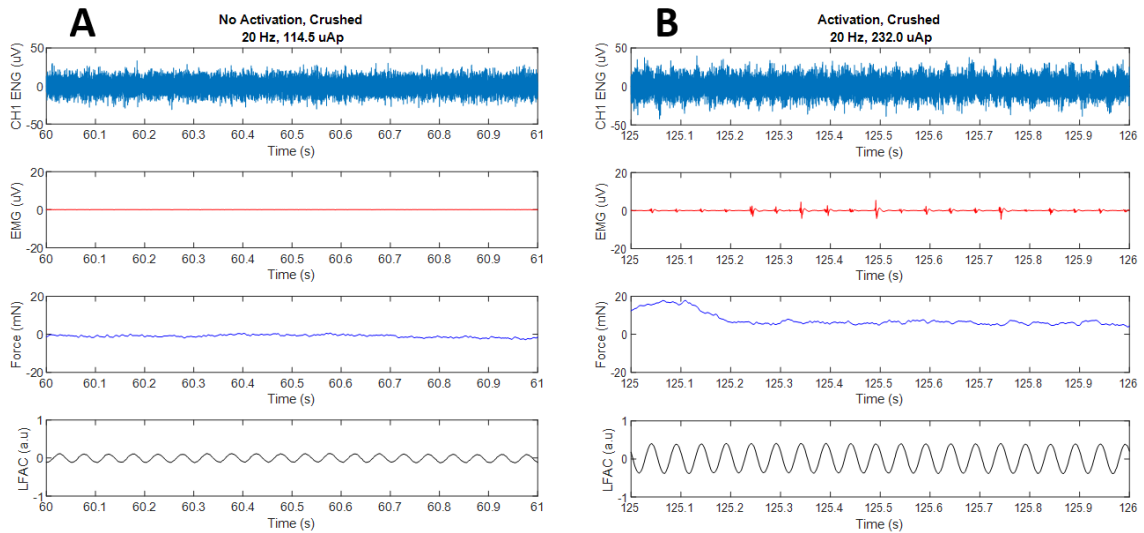 A
No Activation, Crushed
20 Hz, 114.5 uAp
CH1 ENG (uV)
50
0
-50
60 60.1 60.2 60.3 60.4 60.5 60.6 60.7 60.8 60.9 61
Time (s)
EMG (uV)
20
0
-20
60 60.1 60.2 60.3 60.4 60.5 60.6 60.7 60.8 60.9 61
Time (s)
Force (mN)
20
0
-20
60 60.1 60.2 60.3 60.4 60.5 60.6 60.7 60.8 60.9 61
Time (s)
LFAC (a.u)
1
0
-1
60 60.1 60.2 60.3 60.4 60.5 60.6 60.7 60.8 60.9 61
Time (s)
B
Activation, Crushed
20 Hz, 232.0 uAp
CH1 ENG (uV)
50
0
-50
125 125.1 125.2 125.3 125.4 125.5 125.6 125.7 125.8 125.9 126
Time (s)
EMG (uV)
20
0
-20
125 125.1 125.2 125.3 125.4 125.5 125.6 125.7 125.8 125.9 126
Time (s)
Force (mN)
20
0
-20
125 125.1 125.2 125.3 125.4 125.5 125.6 125.7 125.8 125.9 126
Time (s)
LFAC (a.u)
1
0
-1
125 125.1 125.2 125.3 125.4 125.5 125.6 125.7 125.8 125.9 126
Time (s)